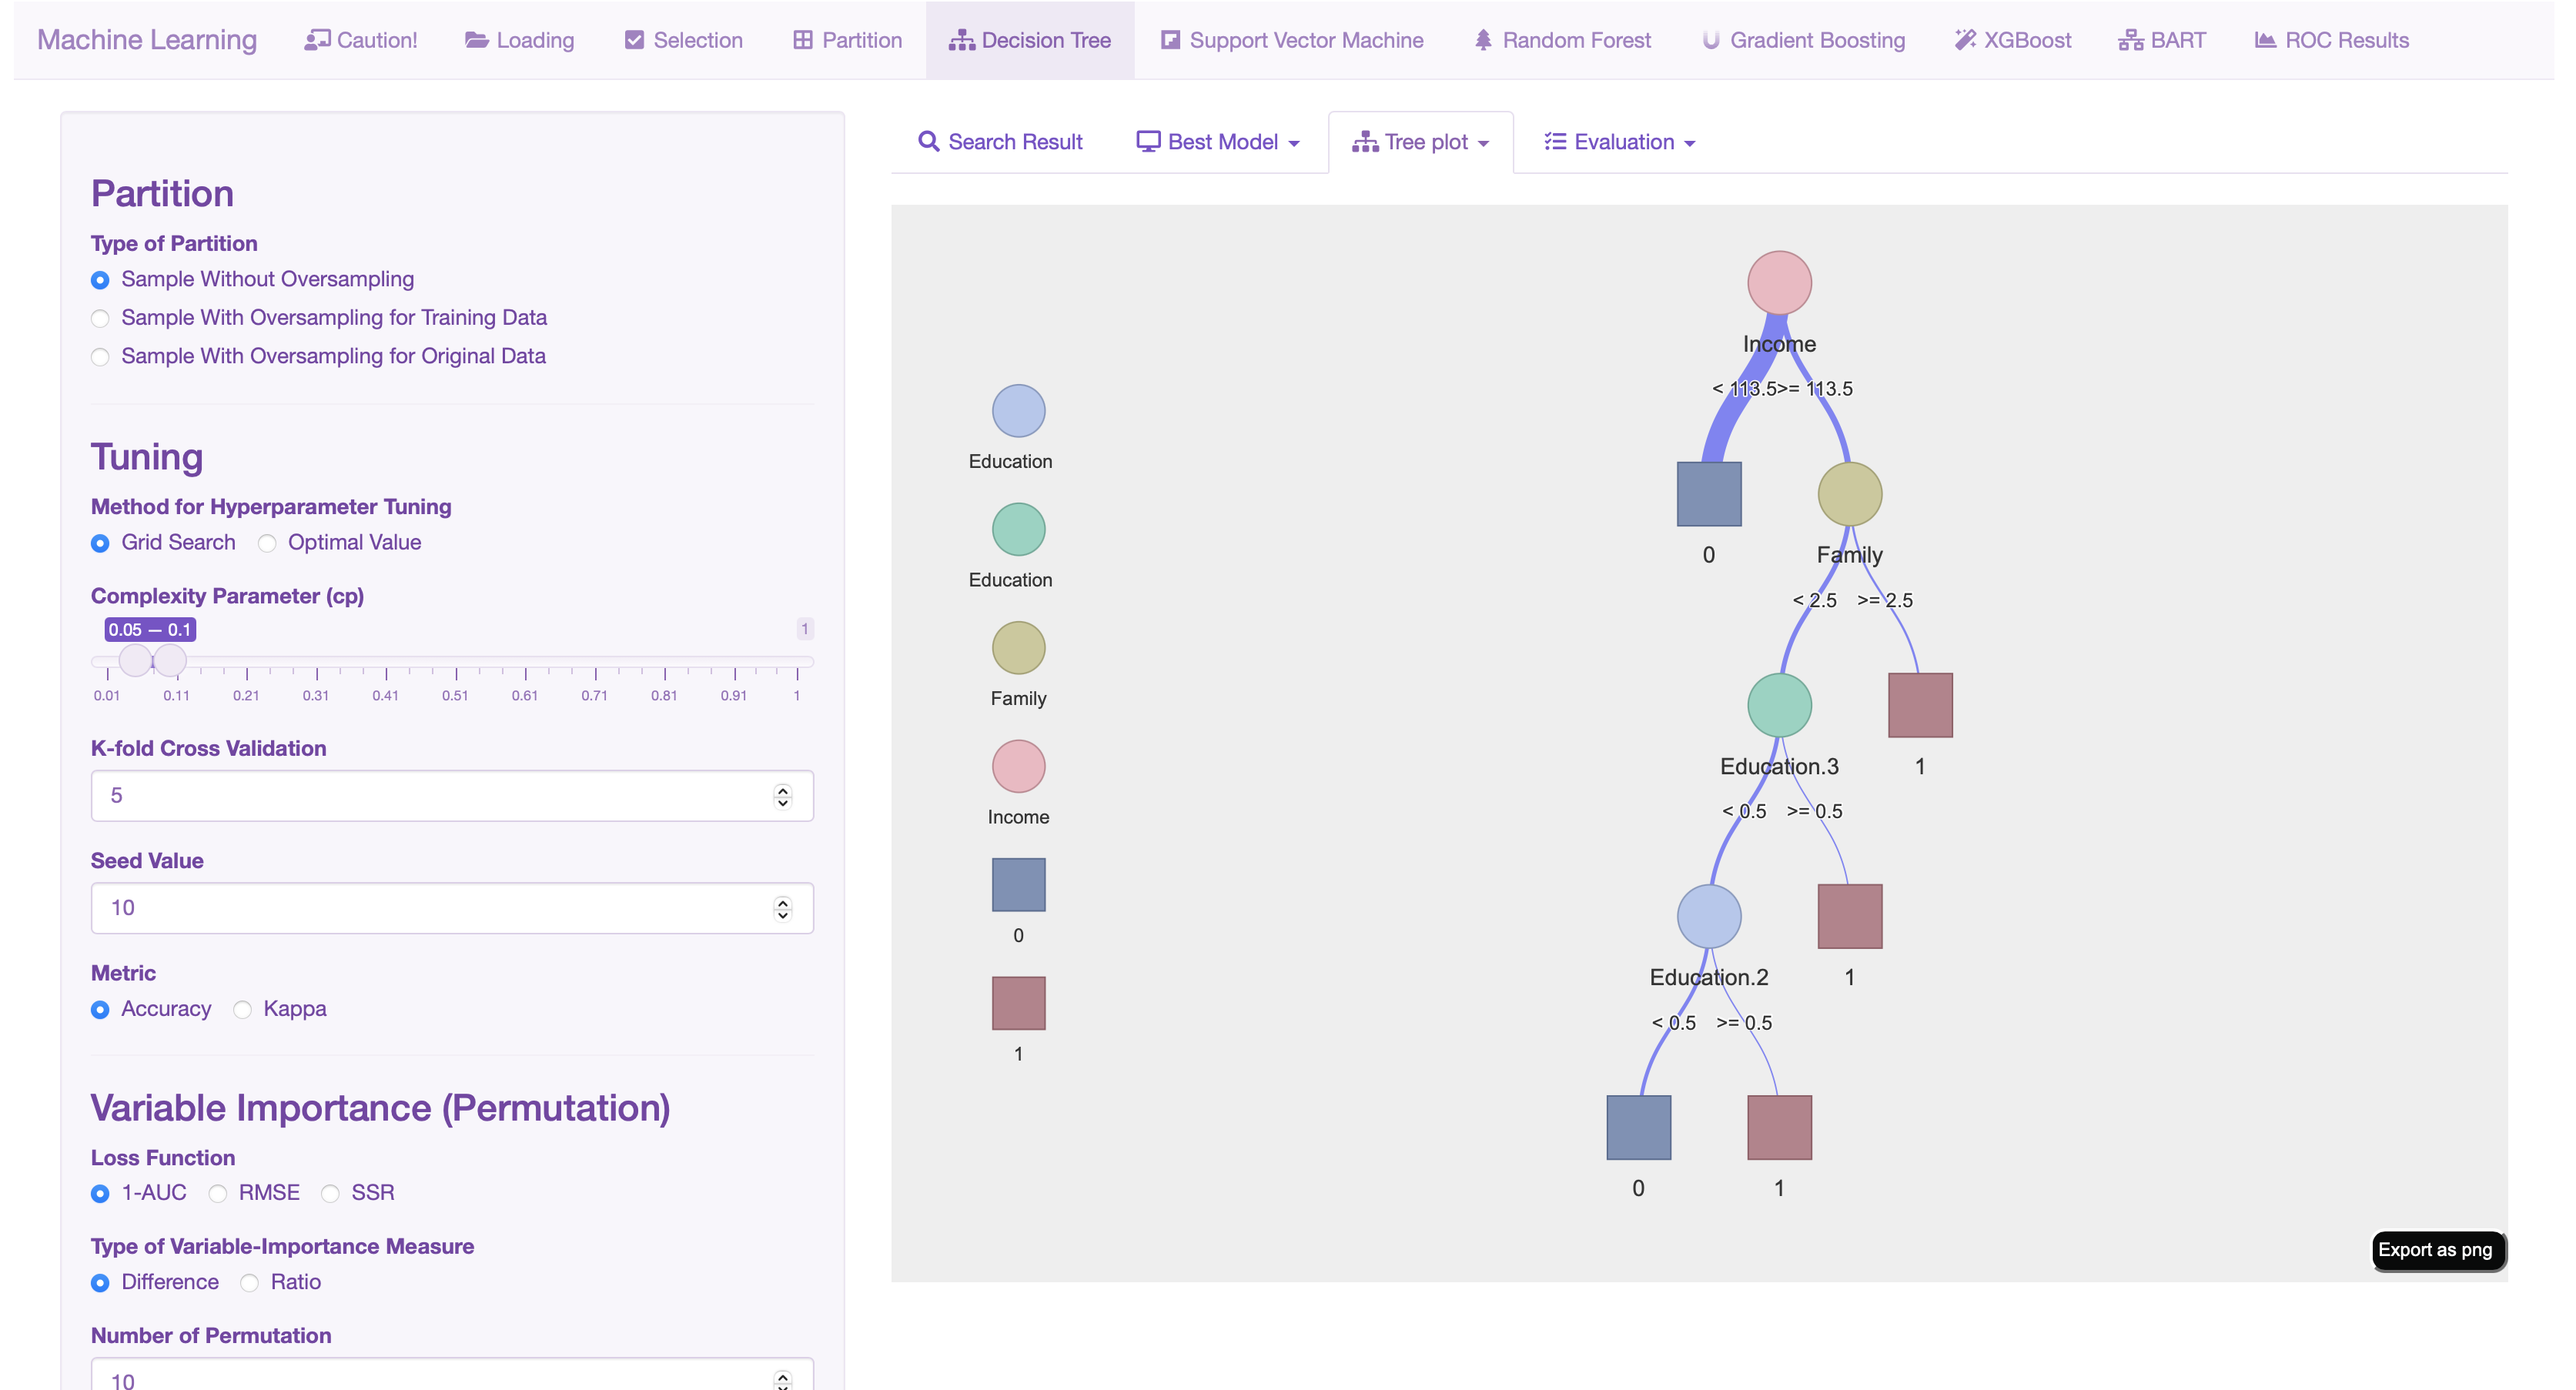 Machine Learning Caution! Loading Selection Partition Decision Tree Support Vector Machine Random Forest Gradient Boosting XGBoost BART ROC Results
Partition
Type of Partition
Sample Without Oversampling
Sample With Oversampling for Training Data
Sample With Oversampling for Original Data
Tuning
Method for Hyperparameter Tuning
Grid Search Optimal Value
Complexity Parameter (cp)
0.05 — 0.1 1
0.01 0.11 0.21 0.31 0.41 0.51 0.61 0.71 0.81 0.91 1
K-fold Cross Validation
5
Seed Value
10
Metric
Accuracy Kappa
Variable Importance (Permutation)
Loss Function
1-AUC RMSE SSR
Type of Variable-Importance Measure
Difference Ratio
Number of Permutation
10
Search Result Best Model Tree plot Evaluation
Education
Education
Family
Income
0
1
Income
< 113.5 >= 113.5
0 Family
< 2.5 >= 2.5
Education.3 1
< 0.5 >= 0.5
Education.2 1
< 0.5 >= 0.5
0 1
Export as png